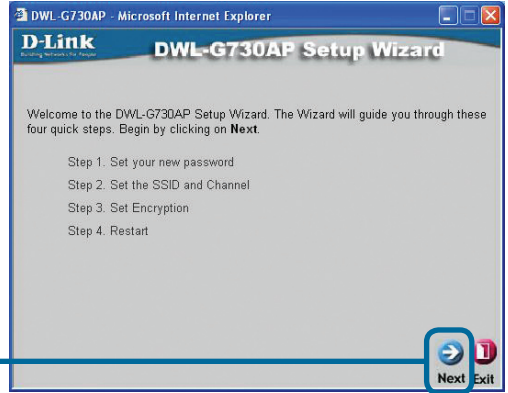 DWL-G730AP - Microsoft Internet Explorer
D-Link
Building Networks for People
DWL-G730AP Setup Wizard
Welcome to the DWL-G730AP Setup Wizard. The Wizard will guide you through these
four quick steps. Begin by clicking on Next.
Step 1. Set your new password
Step 2. Set the SSID and Channel
Step 3. Set Encryption
Step 4. Restart
Next Exit